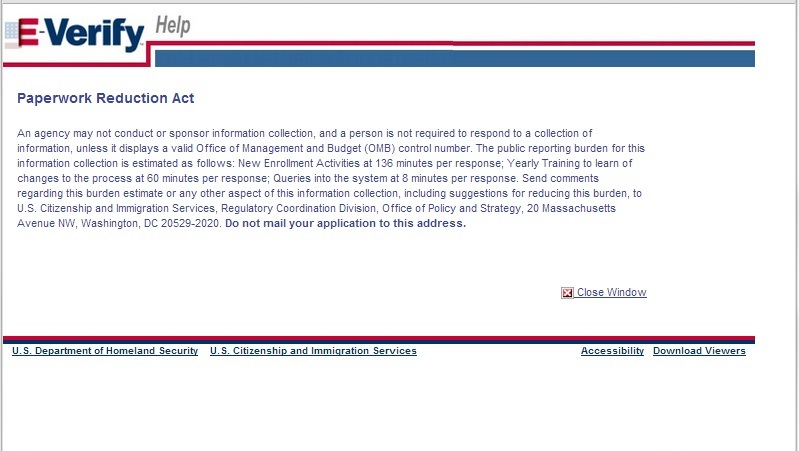 E-Verify Help
Paperwork Reduction Act
An agency may not conduct or sponsor information collection, and a person is not required to respond to a collection of
information, unless it displays a valid Office of Management and Budget (OMB) control number. The public reporting burden for this
information collection is estimated as follows: New Enrollment Activities at 136 minutes per response; Yearly Training to learn of
changes to the process at 60 minutes per response; Queries into the system at 8 minutes per response. Send comments
regarding this burden estimate or any other aspect of this information collection, including suggestions for reducing this burden, to
U.S. Citizenship and Immigration Services, Regulatory Coordination Division, Office of Policy and Strategy, 20 Massachusetts
Avenue NW, Washington, DC 20529-2020. Do not mail your application to this address.
Close Window
U.S. Department of Homeland Security U.S. Citizenship and Immigration Services Accessibility Download Viewers